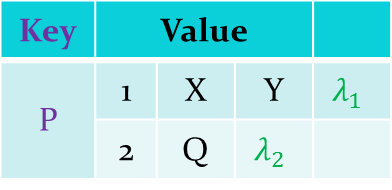 Key Value
P 1 X Y λ₁
2 Q λ₂